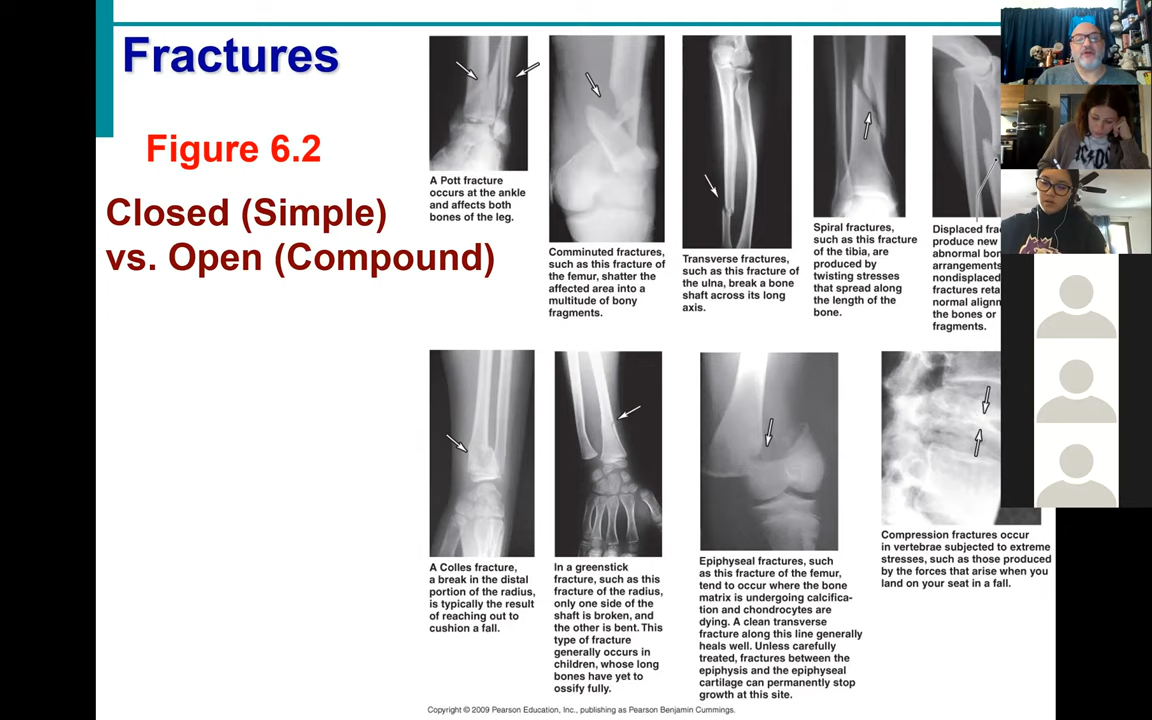 Fractures
Figure 6.2
Closed (Simple)
vs. Open (Compound)
A Pott fracture
occurs at the ankle
and affects both
bones of the leg.
Comminuted fractures,
such as this fracture of
the femur, shatter the
affected area into a
multitude of bony
fragments.
Transverse fractures,
such as this fracture of
the ulna, break a bone
shaft across its long
axis.
Spiral fractures,
such as this fracture
of the tibia, are
produced by
twisting stresses
that spread along
the length of the
bone.
Displaced
produce new
abnormal
arrangements
nondisplaced
fractures
normal
the bones or
fragments.
A Colles fracture,
a break in the distal
portion of the radius,
is typically the result
of reaching out to
cushion a fall.
In a greenstick
fracture, such as this
fracture of the radius,
only one side of the
shaft is broken, and
the other is bent. This
type of fracture
generally occurs in
children, whose long
bones have yet to
ossify fully.
Epiphyseal fractures, such
as this fracture of the femur,
tend to occur where the bone
matrix is undergoing calcifica-
tion and chondrocytes are
dying. A clean transverse
fracture along this line generally
heals well. Unless carefully
treated, fractures between the
epiphysis and the epiphyseal
cartilage can permanently stop
growth at this site.
Compression fractures occur
in vertebrae subjected to extreme
stresses, such as those produced
by the forces that arise when you
land on your seat in a fall.
Copyright © 2009 Pearson Education, Inc., publishing as Pearson Benjamin Cummings.